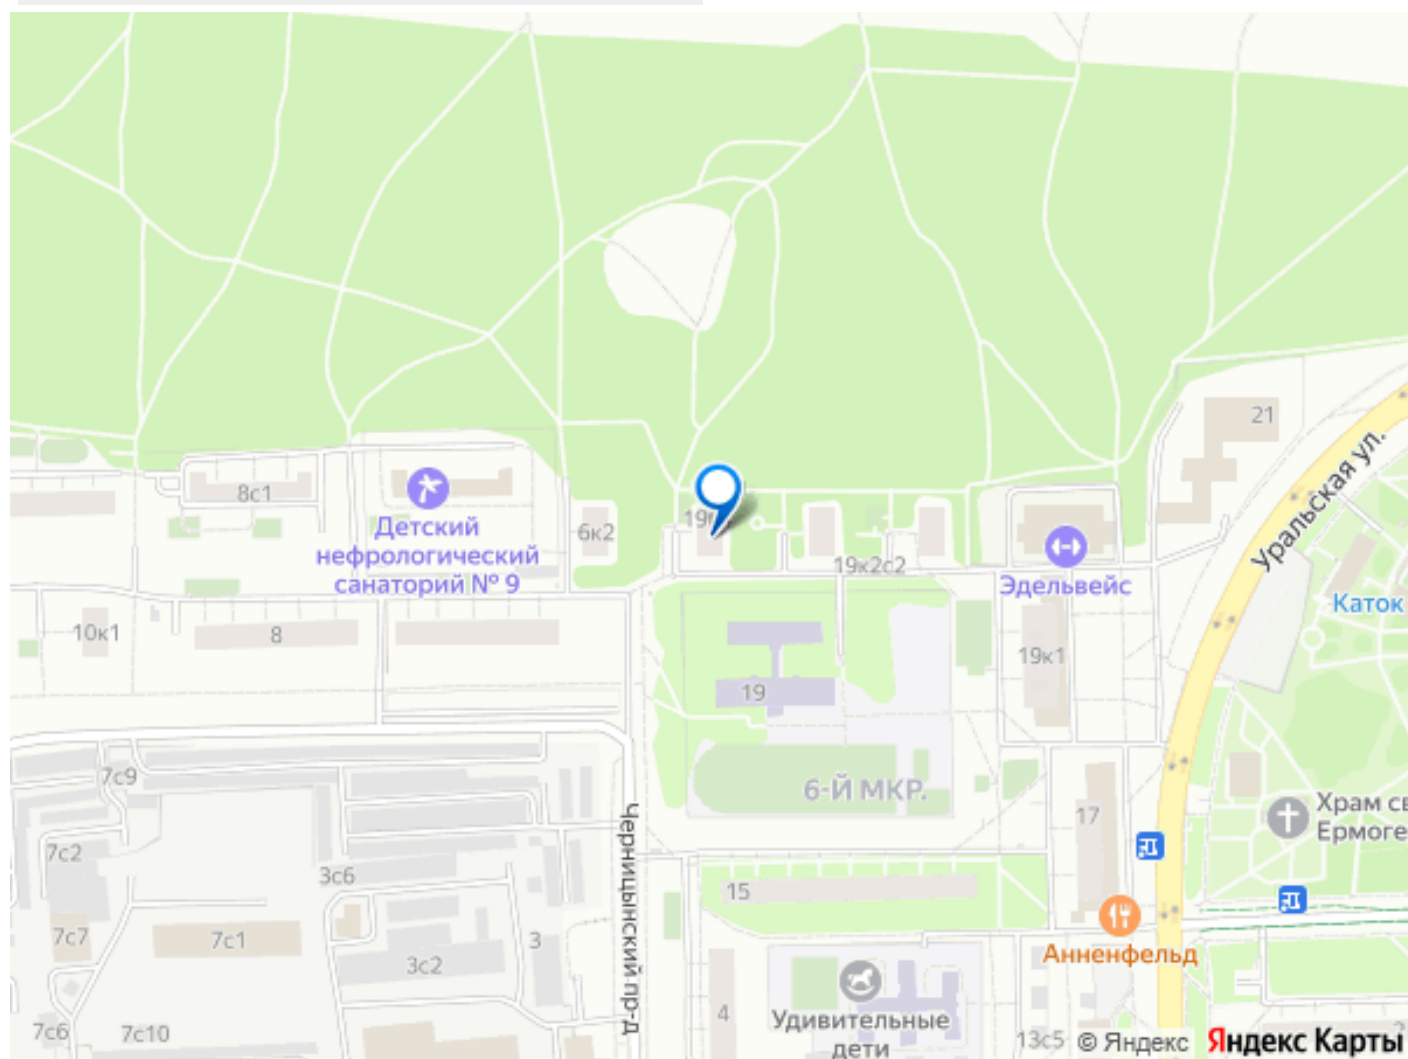 21
Уральская ул.
8с1
Детский
нефрологический
санаторий № 9
6к2
19к2с2
Эдельвейс
Каток
10к1
8
19к1
19
6-Й МКР.
7с9
Храм св
Ермоге
17
7с2
Черницынский пр-д
3с6
15
7с7
7с1
3
3с2
Анненфельд
4
Удивительные
дети
7с6
7с10
13с5
© Яндекс
Яндекс Карты